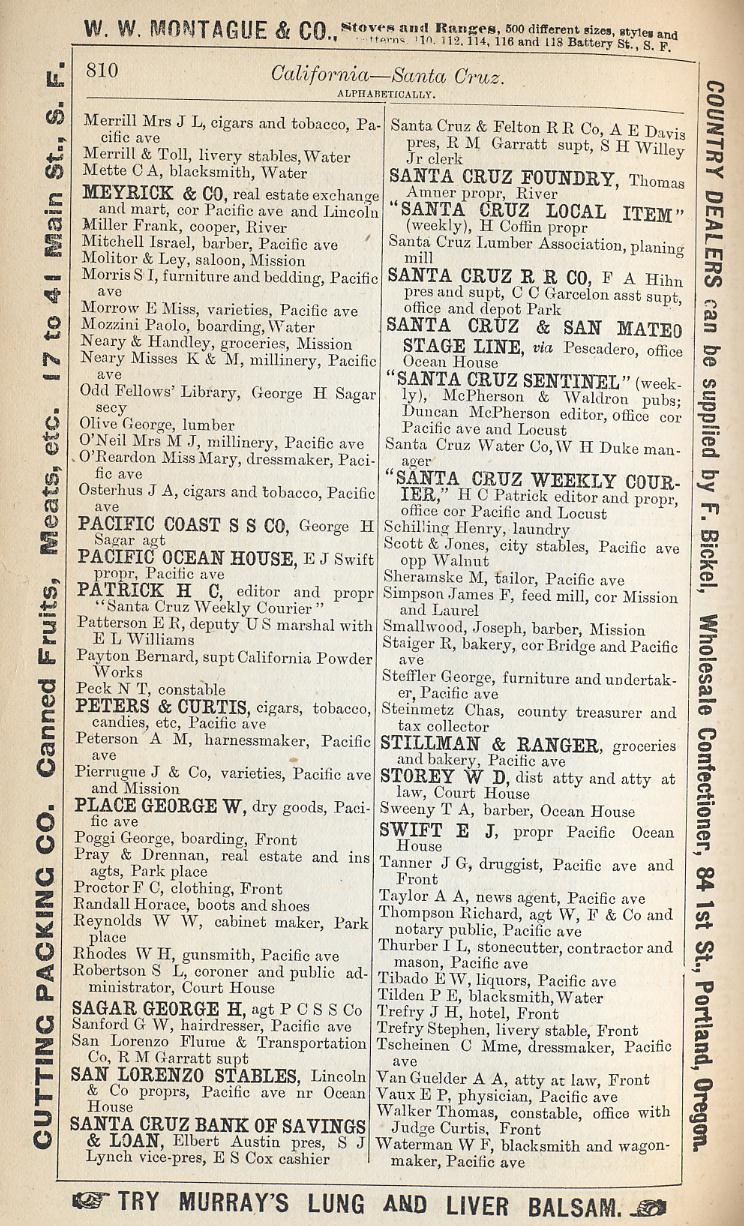 W. W. MONTAGUE & CO., Stoves and Ranges, 500 different sizes, styles and
110, 112, 114, 116 and 118 Battery St., S. F.
810
California—Santa Cruz.
ALPHABETICALLY.
Merrill Mrs J L, cigars and tobacco, Pa-
cific ave
Merrill & Toll, livery stables, Water
Mette C A, blacksmith, Water
MEYRICK & CO, real estate exchange
and mart, cor Pacific ave and Lincoln
Miller Frank, cooper, River
Mitchell Israel, barber, Pacific ave
Molitor & Ley, saloon, Mission
Morris S I, furniture and bedding, Pacific
ave
Morrow E Miss, varieties, Pacific ave
Mozzini Paolo, boarding, Water
Neary & Handley, groceries, Mission
Neary Misses K & M, millinery, Pacific
ave
Odd Fellows' Library, George H Sagar
secy
Olive George, lumber
O'Neil Mrs M J, millinery, Pacific ave
O'Reardon Miss Mary, dressmaker, Paci-
fic ave
Osterhus J A, cigars and tobacco, Pacific
ave
PACIFIC COAST S S CO, George H
Sagar agt
PACIFIC OCEAN HOUSE, E J Swift
propr, Pacific ave
PATRICK H C, editor and propr
"Santa Cruz Weekly Courier"
Patterson E R, deputy U S marshal with
E L Williams
Payton Bernard, supt California Powder
Works
Peck N T, constable
PETERS & CURTIS, cigars, tobacco,
candies, etc, Pacific ave
Peterson A M, harnessmaker, Pacific
ave
Pierrugue J & Co, varieties, Pacific ave
and Mission
PLACE GEORGE W, dry goods, Paci-
fic ave
Poggi George, boarding, Front
Pray & Drennan, real estate and ins
agts, Park place
Proctor F C, clothing, Front
Randall Horace, boots and shoes
Reynolds W W, cabinet maker, Park
place
Rhodes W H, gunsmith, Pacific ave
Robertson S L, coroner and public ad-
ministrator, Court House
SAGAR GEORGE H, agt P C S S Co
Sanford G W, hairdresser, Pacific ave
San Lorenzo Flume & Transportation
Co, R M Garratt supt
SAN LORENZO STABLES, Lincoln
& Co proprs, Pacific ave nr Ocean
House
SANTA CRUZ BANK OF SAVINGS
& LOAN, Elbert Austin pres, S J
Lynch vice-pres, E S Cox cashier
Santa Cruz & Felton R R Co, A E Davis
pres, R M Garratt supt, S H Willey
Jr clerk
SANTA CRUZ FOUNDRY, Thomas
Amner propr, River
"SANTA CRUZ LOCAL ITEM"
(weekly), H Coffin propr
Santa Cruz Lumber Association, planing
mill
SANTA CRUZ R R CO, F A Hihn
pres and supt, C C Garcelon asst supt,
office and depot Park
SANTA CRUZ & SAN MATEO
STAGE LINE, via Pescadero, office
Ocean House
"SANTA CRUZ SENTINEL" (week-
ly), McPherson & Waldron pubs;
Duncan McPherson editor, office cor
Pacific ave and Locust
Santa Cruz Water Co, W H Duke man-
ager
"SANTA CRUZ WEEKLY COUR-
IER," H C Patrick editor and propr,
office cor Pacific and Locust
Schilling Henry, laundry
Scott & Jones, city stables, Pacific ave
opp Walnut
Sheramske M, tailor, Pacific ave
Simpson James F, feed mill, cor Mission
and Laurel
Smallwood, Joseph, barber, Mission
Staiger R, bakery, cor Bridge and Pacific
ave
Steffler George, furniture and undertak-
er, Pacific ave
Steinmetz Chas, county treasurer and
tax collector
STILLMAN & RANGER, groceries
and bakery, Pacific ave
STOREY W D, dist atty and atty at
law, Court House
Sweeny T A, barber, Ocean House
SWIFT E J, propr Pacific Ocean
House
Tanner J G, druggist, Pacific ave and
Front
Taylor A A, news agent, Pacific ave
Thompson Richard, agt W, F & Co and
notary public, Pacific ave
Thurber I L, stonecutter, contractor and
mason, Pacific ave
Tibado E W, liquors, Pacific ave
Tilden P E, blacksmith, Water
Trefry J H, hotel, Front
Trefry Stephen, livery stable, Front
Tscheinen C Mme, dressmaker, Pacific
ave
Van Guelder A A, atty at law, Front
Vaux E P, physician, Pacific ave
Walker Thomas, constable, office with
Judge Curtis, Front
Waterman W F, blacksmith and wagon-
maker, Pacific ave
CUTTING PACKING CO. Canned Fruits, Meats, etc. 17 to 41 Main St., S. F.
COUNTRY DEALERS can be supplied by F. Bickel, Wholesale Confectioner, 84 1st St., Portland, Oregon.
TRY MURRAY'S LUNG AND LIVER BALSAM.